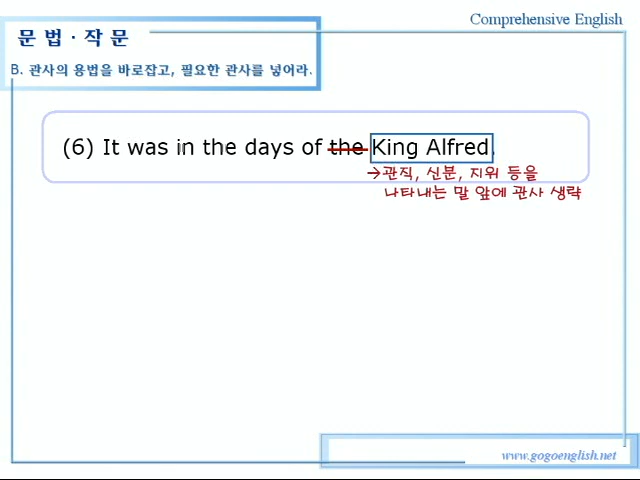 Comprehensive English
문법·작문
B. 관사의 용법을 바로잡고, 필요한 관사를 넣어라.
(6) It was in the days of the King Alfred.
→관직, 신분, 지위 등을
나타내는 말 앞에 관사 생략
www.gogoenglish.net